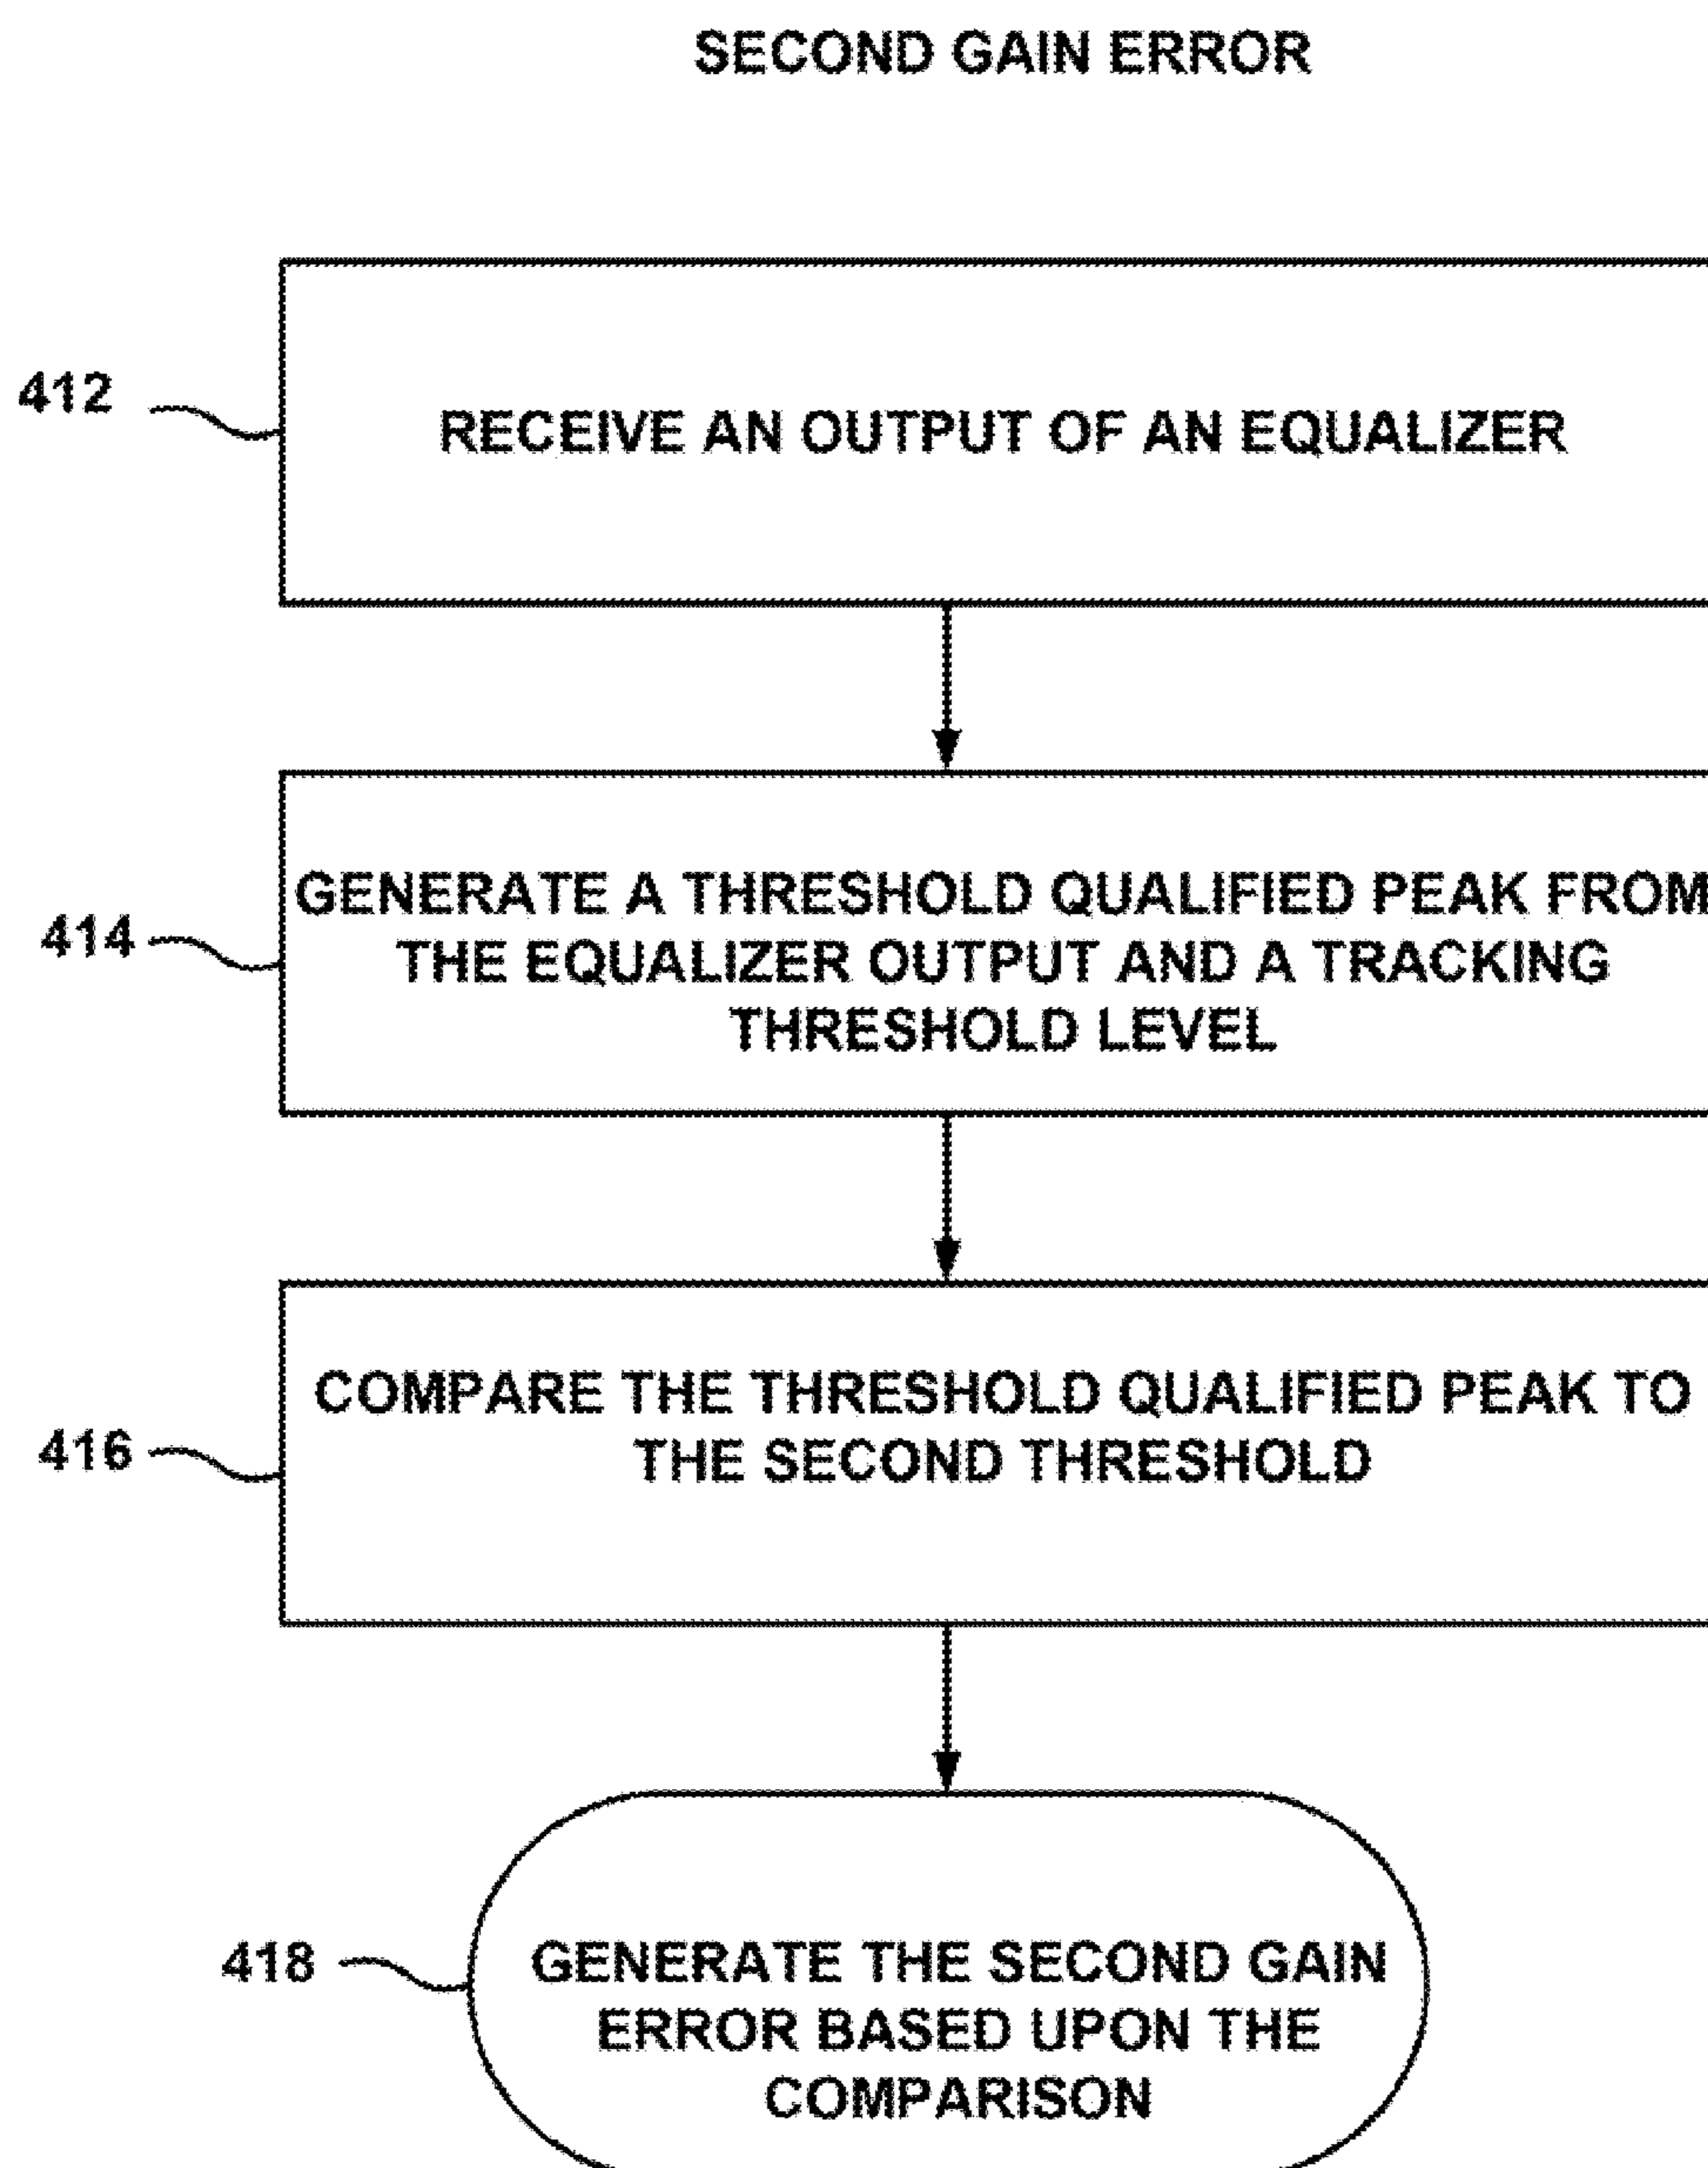 SECOND GAIN ERROR
412
RECEIVE AN OUTPUT OF AN EQUALIZER
414
GENERATE A THRESHOLD QUALIFIED PEAK FROM
THE EQUALIZER OUTPUT AND A TRACKING
THRESHOLD LEVEL
416
COMPARE THE THRESHOLD QUALIFIED PEAK TO
THE SECOND THRESHOLD
418
GENERATE THE SECOND GAIN
ERROR BASED UPON THE
COMPARISON